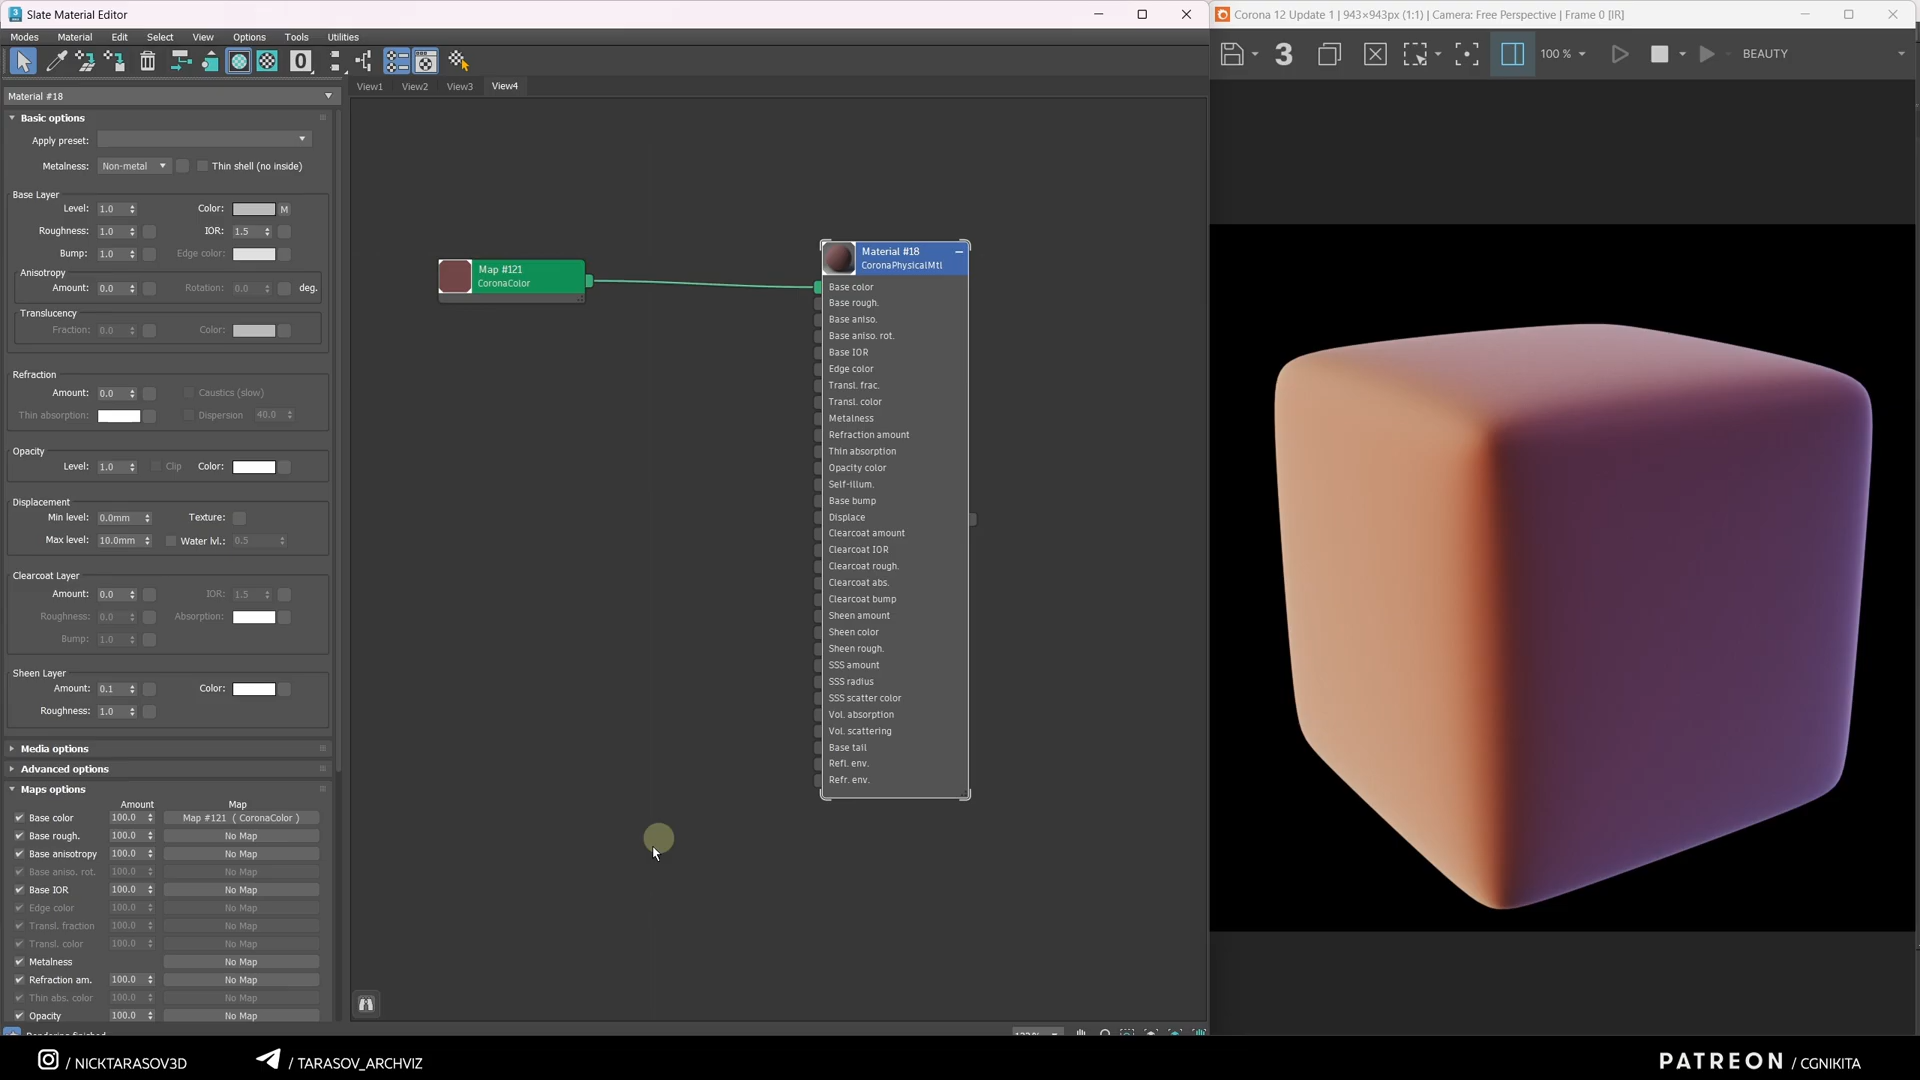 Slate Material Editor
Modes Material Edit Select View Options Tools Utilities
View1 View2 View3 View4
Material #18
Basic options
Apply preset:
Metalness: Non-metal Thin shell (no inside)
Base Layer
Level: 1.0 Color: M
Roughness: 1.0 IOR: 1.5
Bump: 1.0 Edge color:
Anisotropy
Amount: 0.0 Rotation: 0.0 deg.
Translucency
Fraction: 0.0 Color:
Refraction
Amount: 0.0 Caustics (slow)
Thin absorption: Dispersion 40.0
Opacity
Level: 1.0 Clip Color:
Displacement
Min level: 0.0mm Texture:
Max level: 10.0mm Water lvl.: 0.5
Clearcoat Layer
Amount: 0.0 IOR: 1.5
Roughness: 0.0 Absorption:
Bump: 1.0
Sheen Layer
Amount: 0.1 Color:
Roughness: 1.0
Media options
Advanced options
Maps options
Amount Map
Base color 100.0 Map #121 ( CoronaColor )
Base rough. 100.0 No Map
Base anisotropy 100.0 No Map
Base aniso. rot. 100.0 No Map
Base IOR 100.0 No Map
Edge color 100.0 No Map
Transl. fraction 100.0 No Map
Transl. color 100.0 No Map
Metalness No Map
Refraction am. 100.0 No Map
Thin abs. color 100.0 No Map
Opacity 100.0 No Map
Map #121
CoronaColor
Material #18
CoronaPhysicalMtl
Base color
Base rough.
Base aniso.
Base aniso. rot.
Base IOR
Edge color
Transl. frac.
Transl. color
Metalness
Refraction amount
Thin absorption
Opacity color
Self-illum.
Base bump
Displace
Clearcoat amount
Clearcoat IOR
Clearcoat rough.
Clearcoat abs.
Clearcoat bump
Sheen amount
Sheen color
Sheen rough.
SSS amount
SSS radius
SSS scatter color
Vol. absorption
Vol. scattering
Base tail
Refl. env.
Refr. env.
Corona 12 Update 1 | 943×943px (1:1) | Camera: Free Perspective | Frame 0 [IR]
3 100 % BEAUTY
/ NICKTARASOV3D / TARASOV_ARCHVIZ
PATREON / CGNIKITA